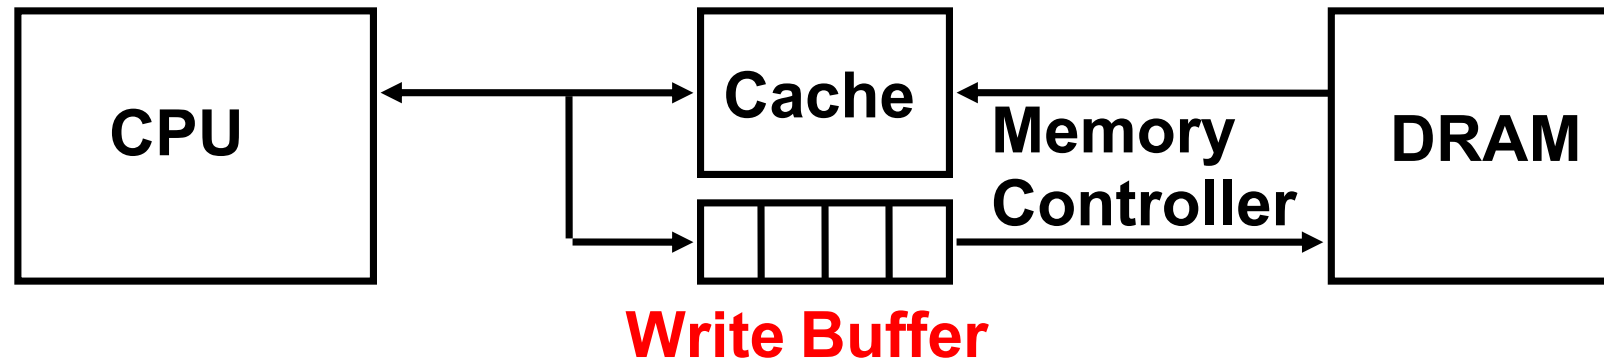 CPU
Cache
Memory
Controller
DRAM
Write Buffer